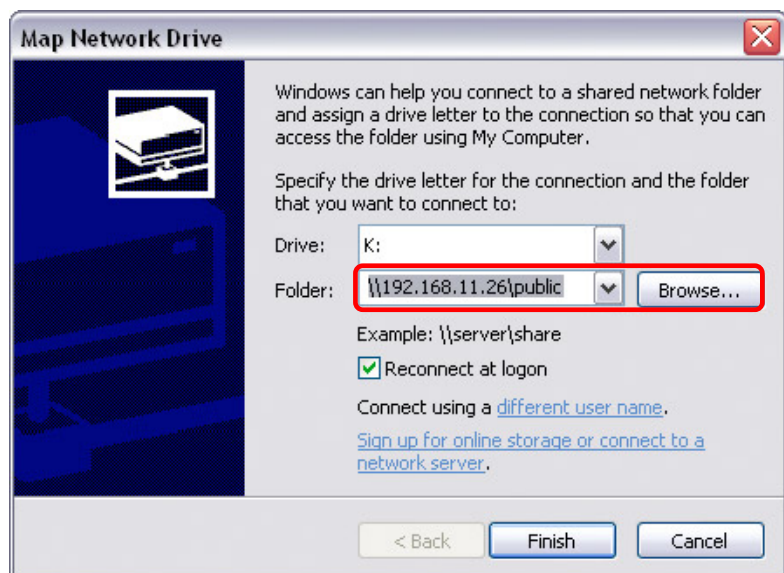 Map Network Drive
Windows can help you connect to a shared network folder
and assign a drive letter to the connection so that you can
access the folder using My Computer.
Specify the drive letter for the connection and the folder
that you want to connect to:
Drive: K:
Folder: \\192.168.11.26\public Browse...
Example: \\server\share
Reconnect at logon
Connect using a different user name.
Sign up for online storage or connect to a
network server.
< Back Finish Cancel